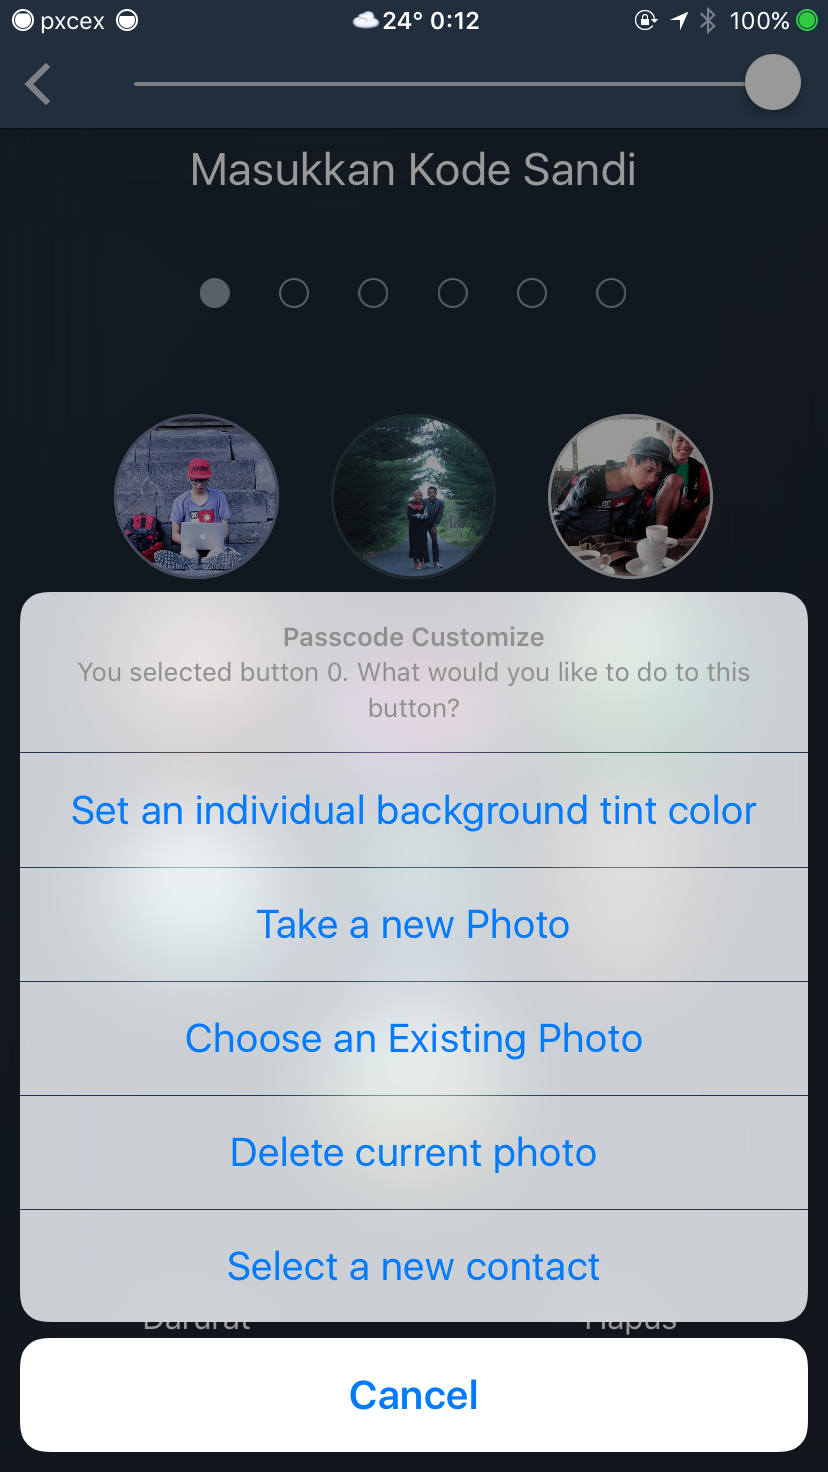 pxcex
24° 0:12
100%
Masukkan Kode Sandi
Passcode Customize
You selected button 0. What would you like to do to this
button?
Set an individual background tint color
Take a new Photo
Choose an Existing Photo
Delete current photo
Select a new contact
Darurat
Hapus
Cancel